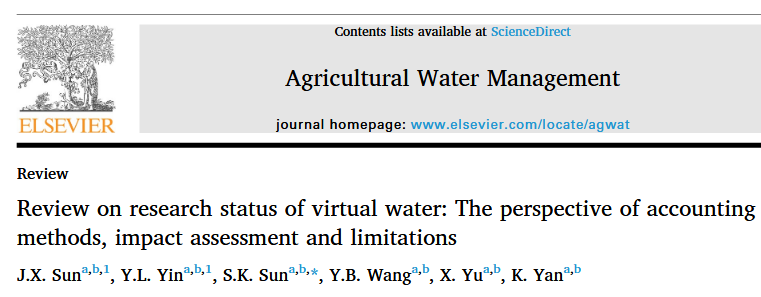 Contents lists available at ScienceDirect
Agricultural Water Management
ELSEVIER
journal homepage: www.elsevier.com/locate/agwat
Review
Review on research status of virtual water: The perspective of accounting
methods, impact assessment and limitations
J.X. Sun a,b,1, Y.L. Yin a,b,1, S.K. Sun a,b,*, Y.B. Wang a,b, X. Yu a,b, K. Yan a,b